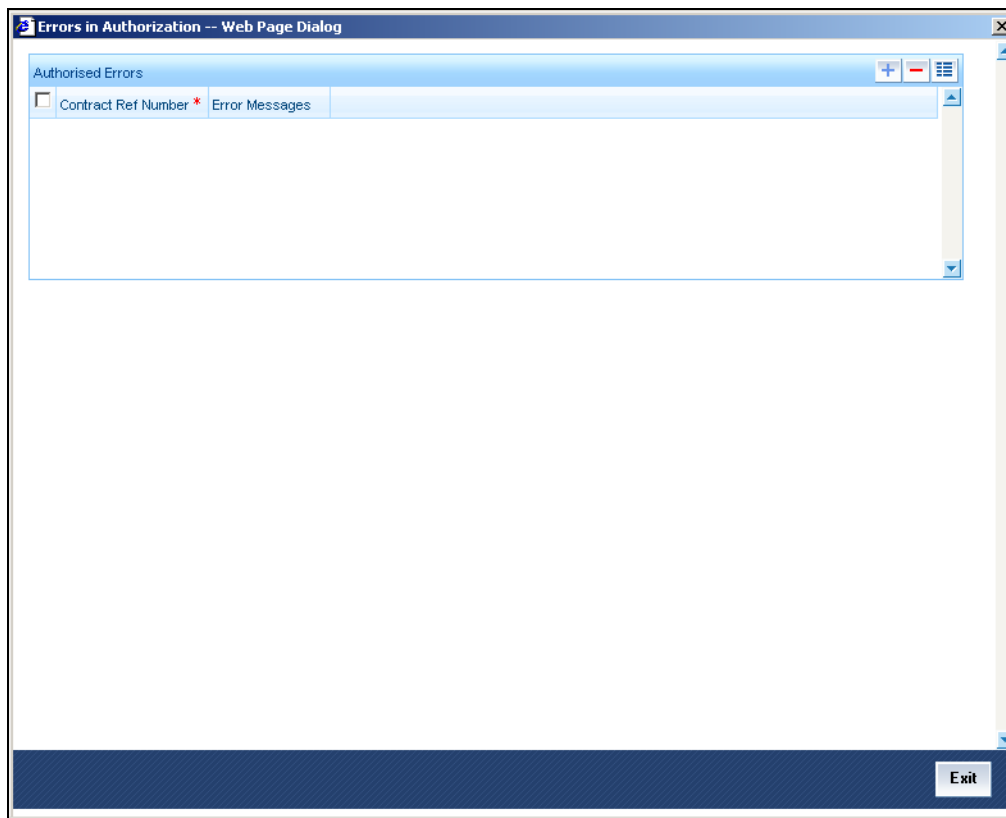 Errors in Authorization -- Web Page Dialog
Authorised Errors
Contract Ref Number * Error Messages
Exit